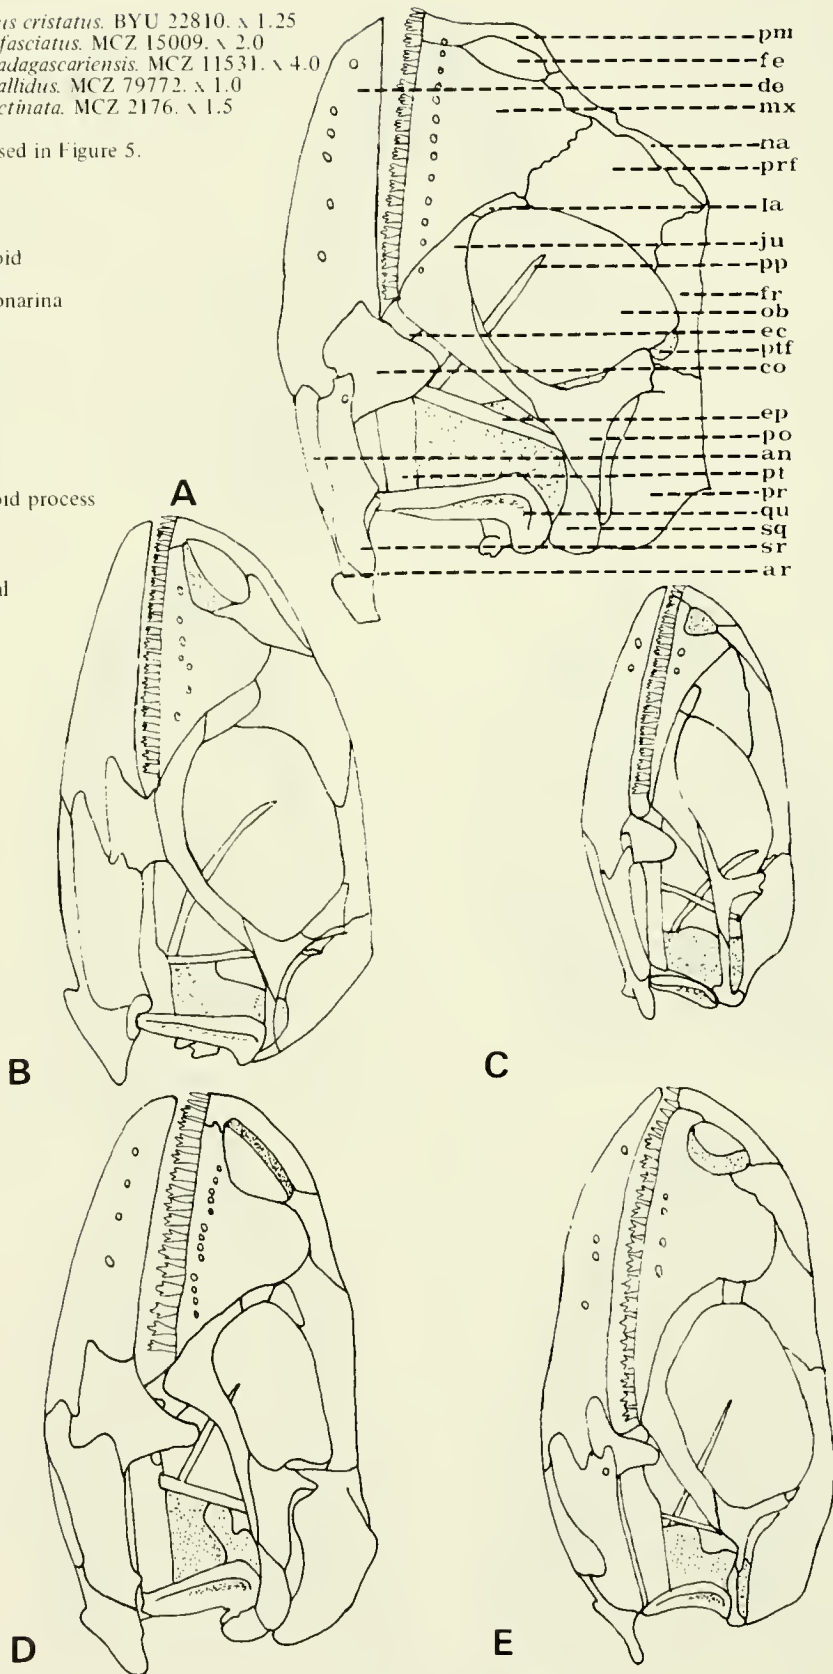 us cristatus. BYU 22810. x 1.25
fasciatus. MCZ 15009. x 2.0
adagascariensis. MCZ 11531. x 4.0
allidus. MCZ 79772. x 1.0
ctinata. MCZ 2176. x 1.5
sed in Figure 5.
oid
onarina
oid process
al
pm
fe
de
mx
na
prf
la
ju
pp
fr
ob
ec
ptf
co
ep
po
an
pt
pr
qu
sq
sr
ar
A
B
C
D
E